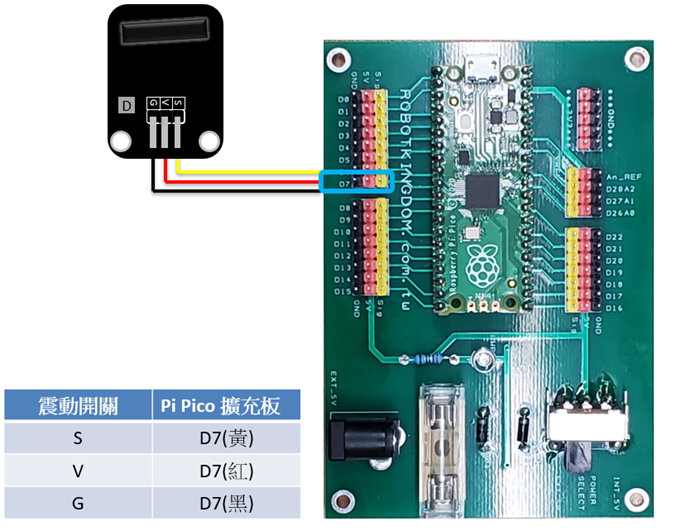 D
G V S
GND
5V
Sig
D0
D1
D2
D3
D4
D5
D7
D8
D9
D10
D11
D12
D13
D14
D15
GND
5V
Sig
ROBOTKINGDOM.com.tw
Raspberry Pi Pico
DEBUG
GND
An_REF
D28A2
D27A1
D26A0
D22
D21
D20
D19
D18
D17
D16
Sig
5V
GND
EXT_5V
POWER
SELECT
INT_5V
震動開關 Pi Pico 擴充板
S D7(黃)
V D7(紅)
G D7(黑)